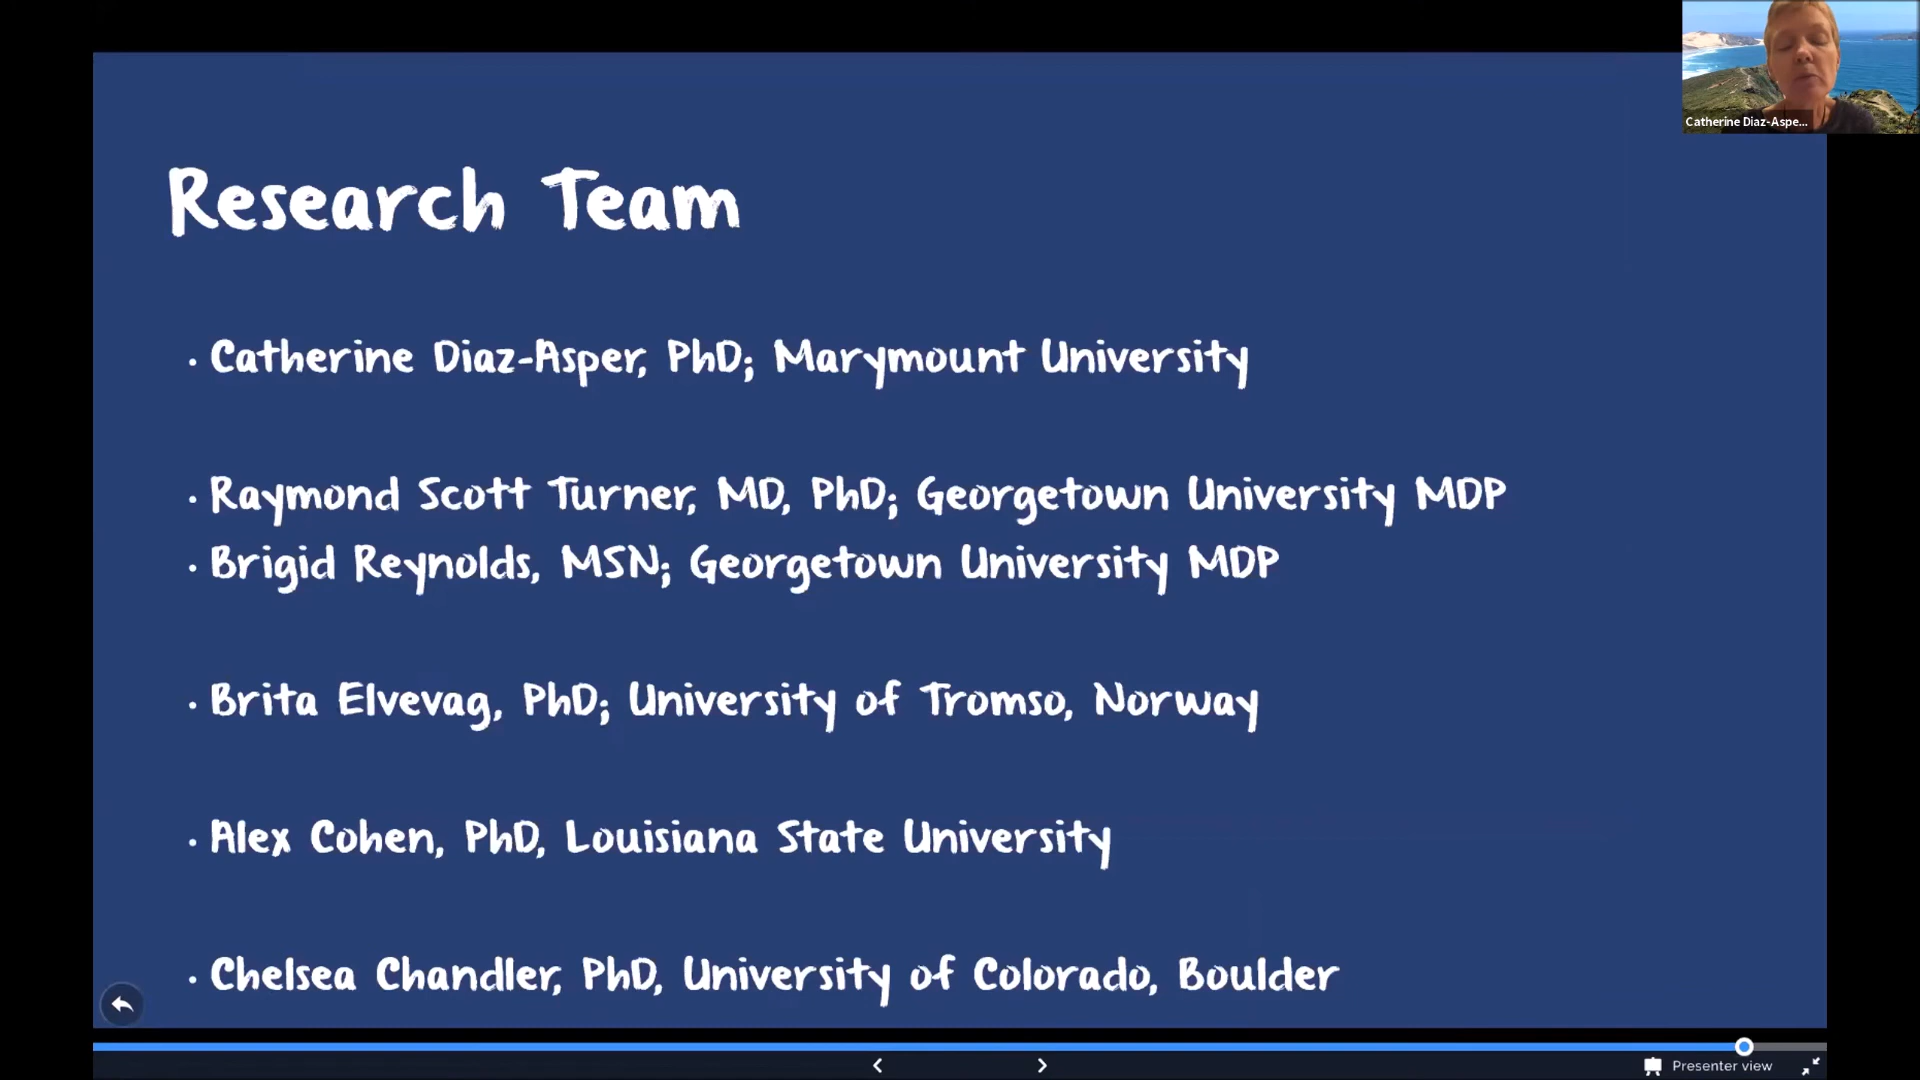 Catherine Diaz-Aspe...
Research Team
• Catherine Diaz-Asper, PhD; Marymount University
• Raymond Scott Turner, MD, PhD; Georgetown University MDP
• Brigid Reynolds, MSN; Georgetown University MDP
• Brita Elvevag, PhD; University of Tromso, Norway
• Alex Cohen, PhD, Louisiana State University
• Chelsea Chandler, PhD, University of Colorado, Boulder
Presenter view